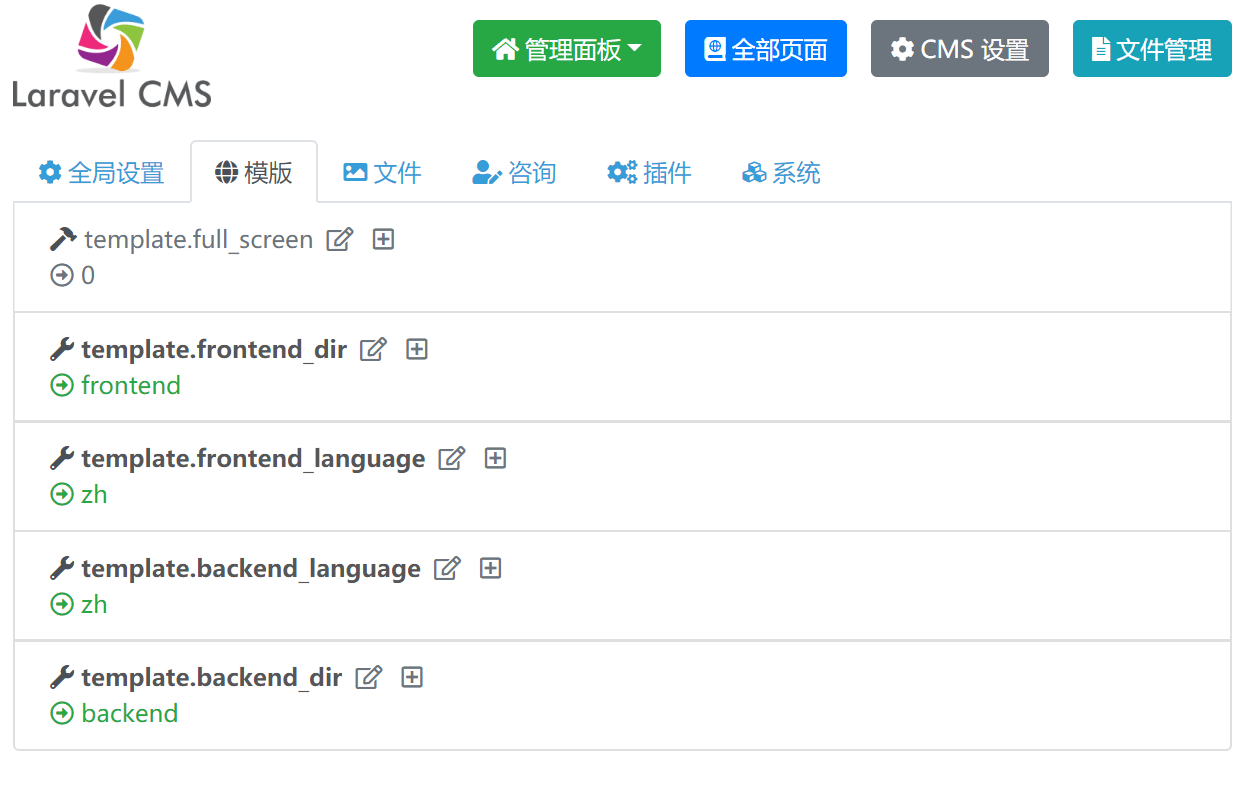 Laravel CMS
管理面板
全部页面
CMS 设置
文件管理
全局设置
模版
文件
咨询
插件
系统
template.full_screen
0
template.frontend_dir
frontend
template.frontend_language
zh
template.backend_language
zh
template.backend_dir
backend